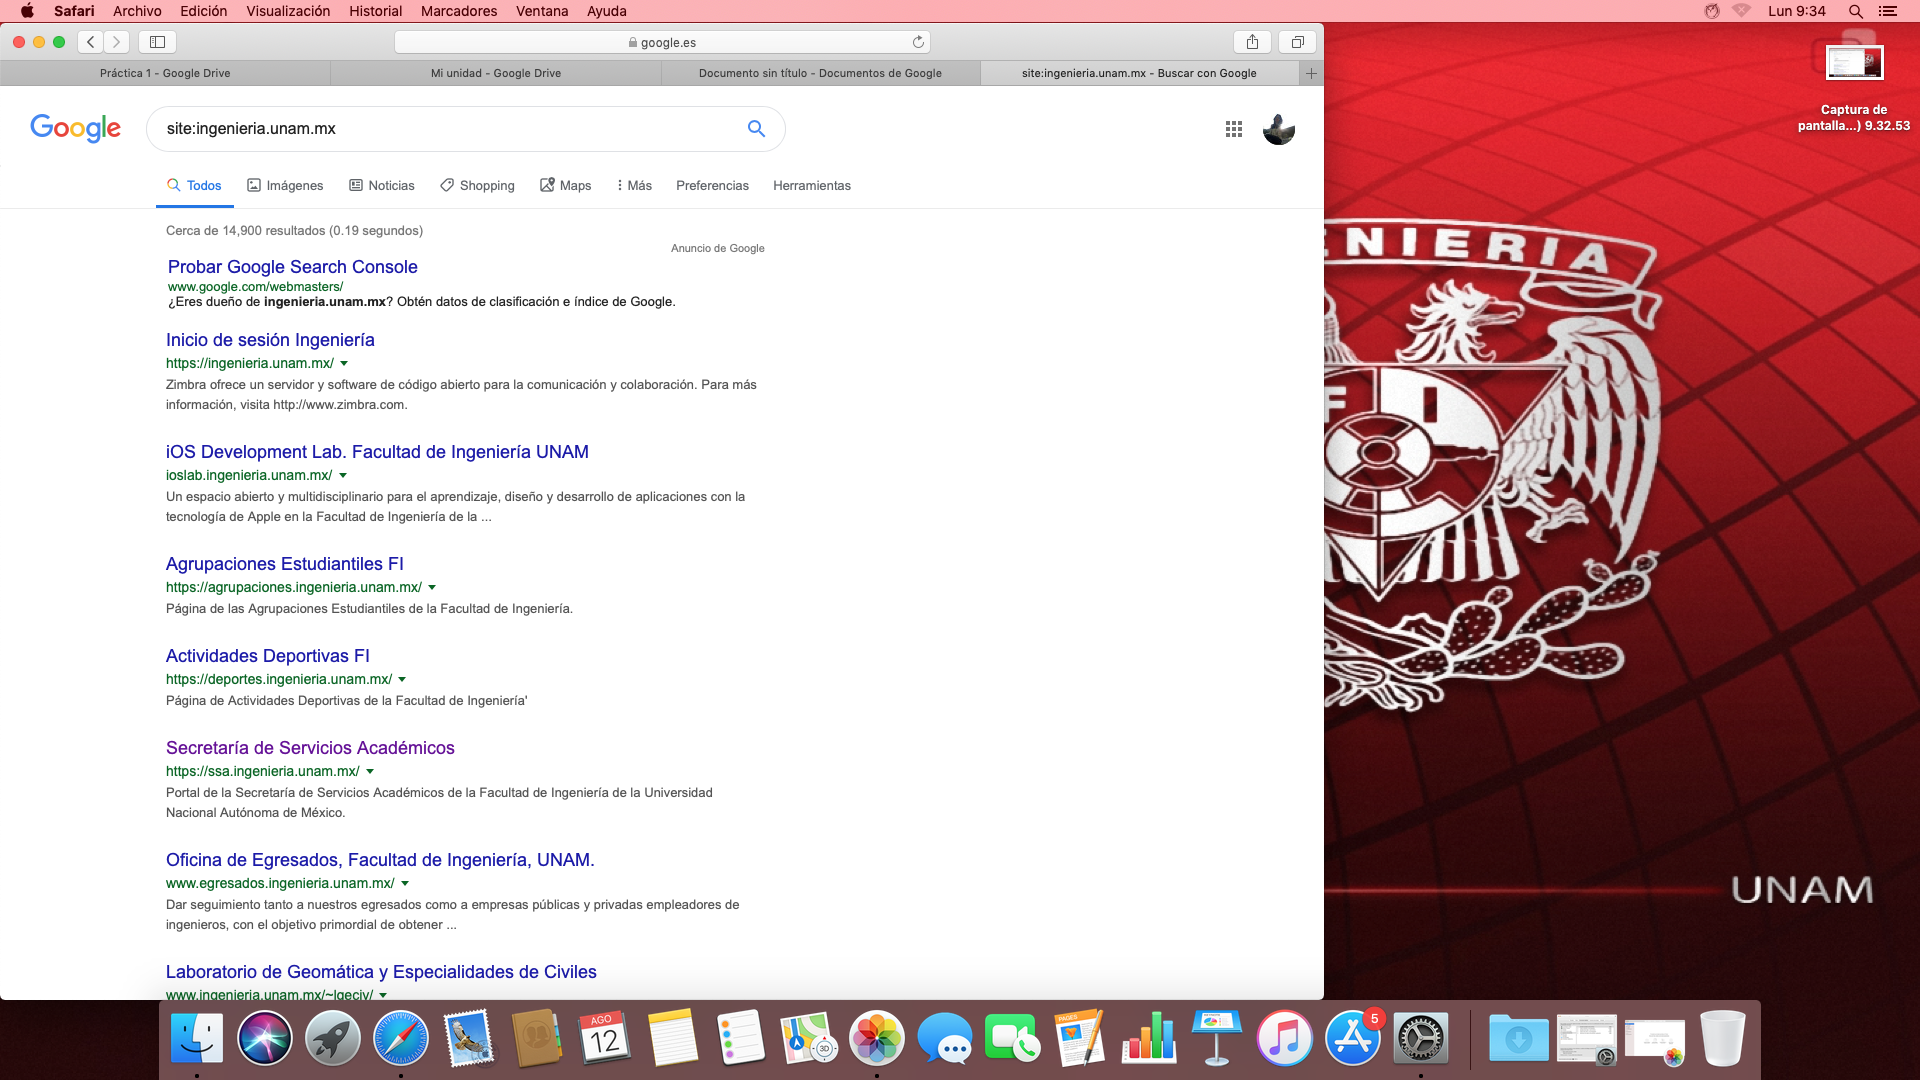 Safari Archivo Edición Visualización Historial Marcadores Ventana Ayuda Lun 9:34
google.es
Práctica 1 - Google Drive Mi unidad - Google Drive Documento sin título - Documentos de Google site:ingenieria.unam.mx - Buscar con Google
Google site:ingenieria.unam.mx
Todos Imágenes Noticias Shopping Maps Más Preferencias Herramientas
Cerca de 14,900 resultados (0.19 segundos)
Anuncio de Google
Probar Google Search Console
www.google.com/webmasters/
¿Eres dueño de ingenieria.unam.mx? Obtén datos de clasificación e índice de Google.
Inicio de sesión Ingeniería
https://ingenieria.unam.mx/
Zimbra ofrece un servidor y software de código abierto para la comunicación y colaboración. Para más
información, visita http://www.zimbra.com.
iOS Development Lab. Facultad de Ingeniería UNAM
ioslab.ingenieria.unam.mx/
Un espacio abierto y multidisciplinario para el aprendizaje, diseño y desarrollo de aplicaciones con la
tecnología de Apple en la Facultad de Ingeniería de la ...
Agrupaciones Estudiantiles FI
https://agrupaciones.ingenieria.unam.mx/
Página de las Agrupaciones Estudiantiles de la Facultad de Ingeniería.
Actividades Deportivas FI
https://deportes.ingenieria.unam.mx/
Página de Actividades Deportivas de la Facultad de Ingeniería'
Secretaría de Servicios Académicos
https://ssa.ingenieria.unam.mx/
Portal de la Secretaría de Servicios Académicos de la Facultad de Ingeniería de la Universidad
Nacional Autónoma de México.
Oficina de Egresados, Facultad de Ingeniería, UNAM.
www.egresados.ingenieria.unam.mx/
Dar seguimiento tanto a nuestros egresados como a empresas públicas y privadas empleadores de
ingenieros, con el objetivo primordial de obtener ...
Laboratorio de Geomática y Especialidades de Civiles
www.ingenieria.unam.mx/~lgeciv/
Captura de
pantalla...) 9.32.53
NIERIA
F I
UNAM
AGO
12
3D
PAGES
5